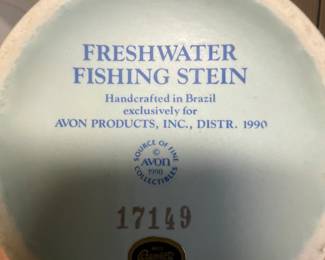 FRESHWATER
FISHING STEIN
Handcrafted in Brazil
exclusively for
AVON PRODUCTS, INC., DISTR. 1990
SOURCE OF FINE
©
AVON
1990
COLLECTIBLES
17149